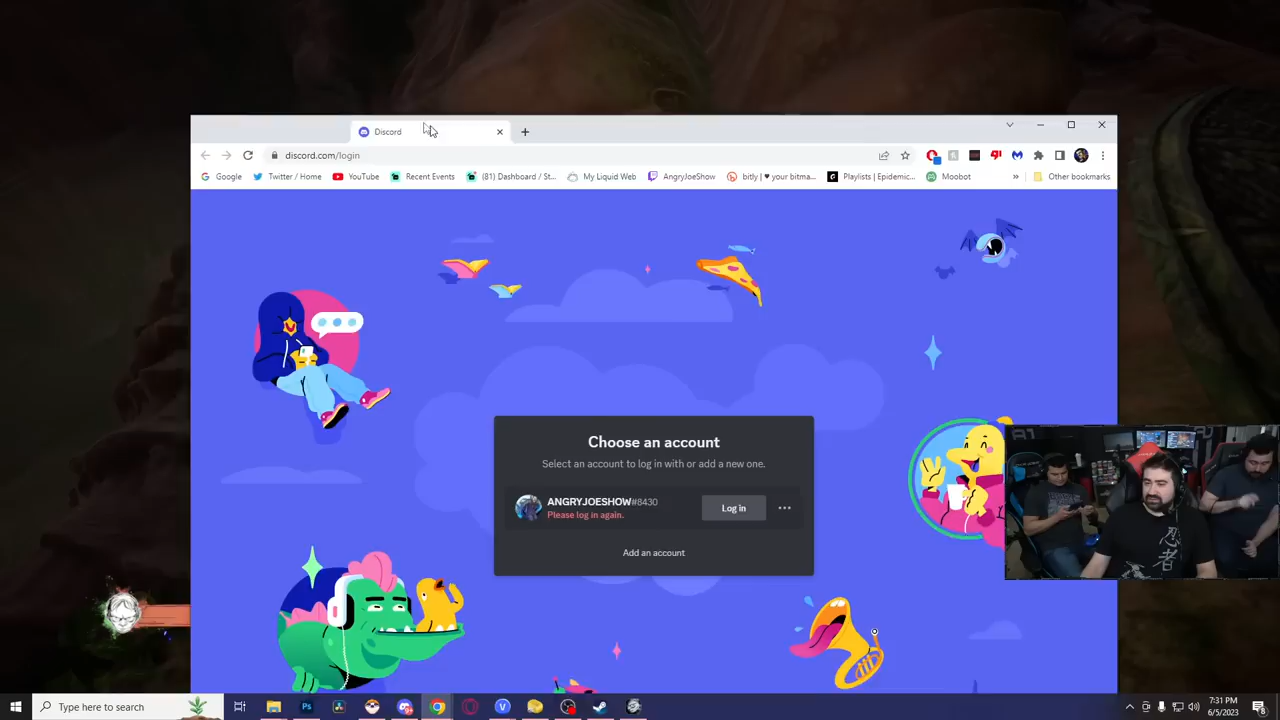 Discord
discord.com/login
Google
Twitter / Home
YouTube
Recent Events
(81) Dashboard / St...
My Liquid Web
AngryJoeShow
bitly | ♥ your bitma...
Playlists | Epidemic...
Moobot
»
Other bookmarks
Choose an account
Select an account to log in with or add a new one.
ANGRYJOESHOW#8430
Please log in again.
Log in
Add an account
忍者
Type here to search
Ps
V
7:31 PM
6/5/2023